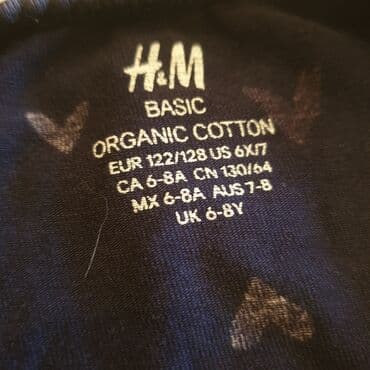 H&M
BASIC
ORGANIC COTTON
EUR 122/128 US 6X/7
CA 6-8A CN 130/64
MX 6-8A AUS 7-8
UK 6-8Y